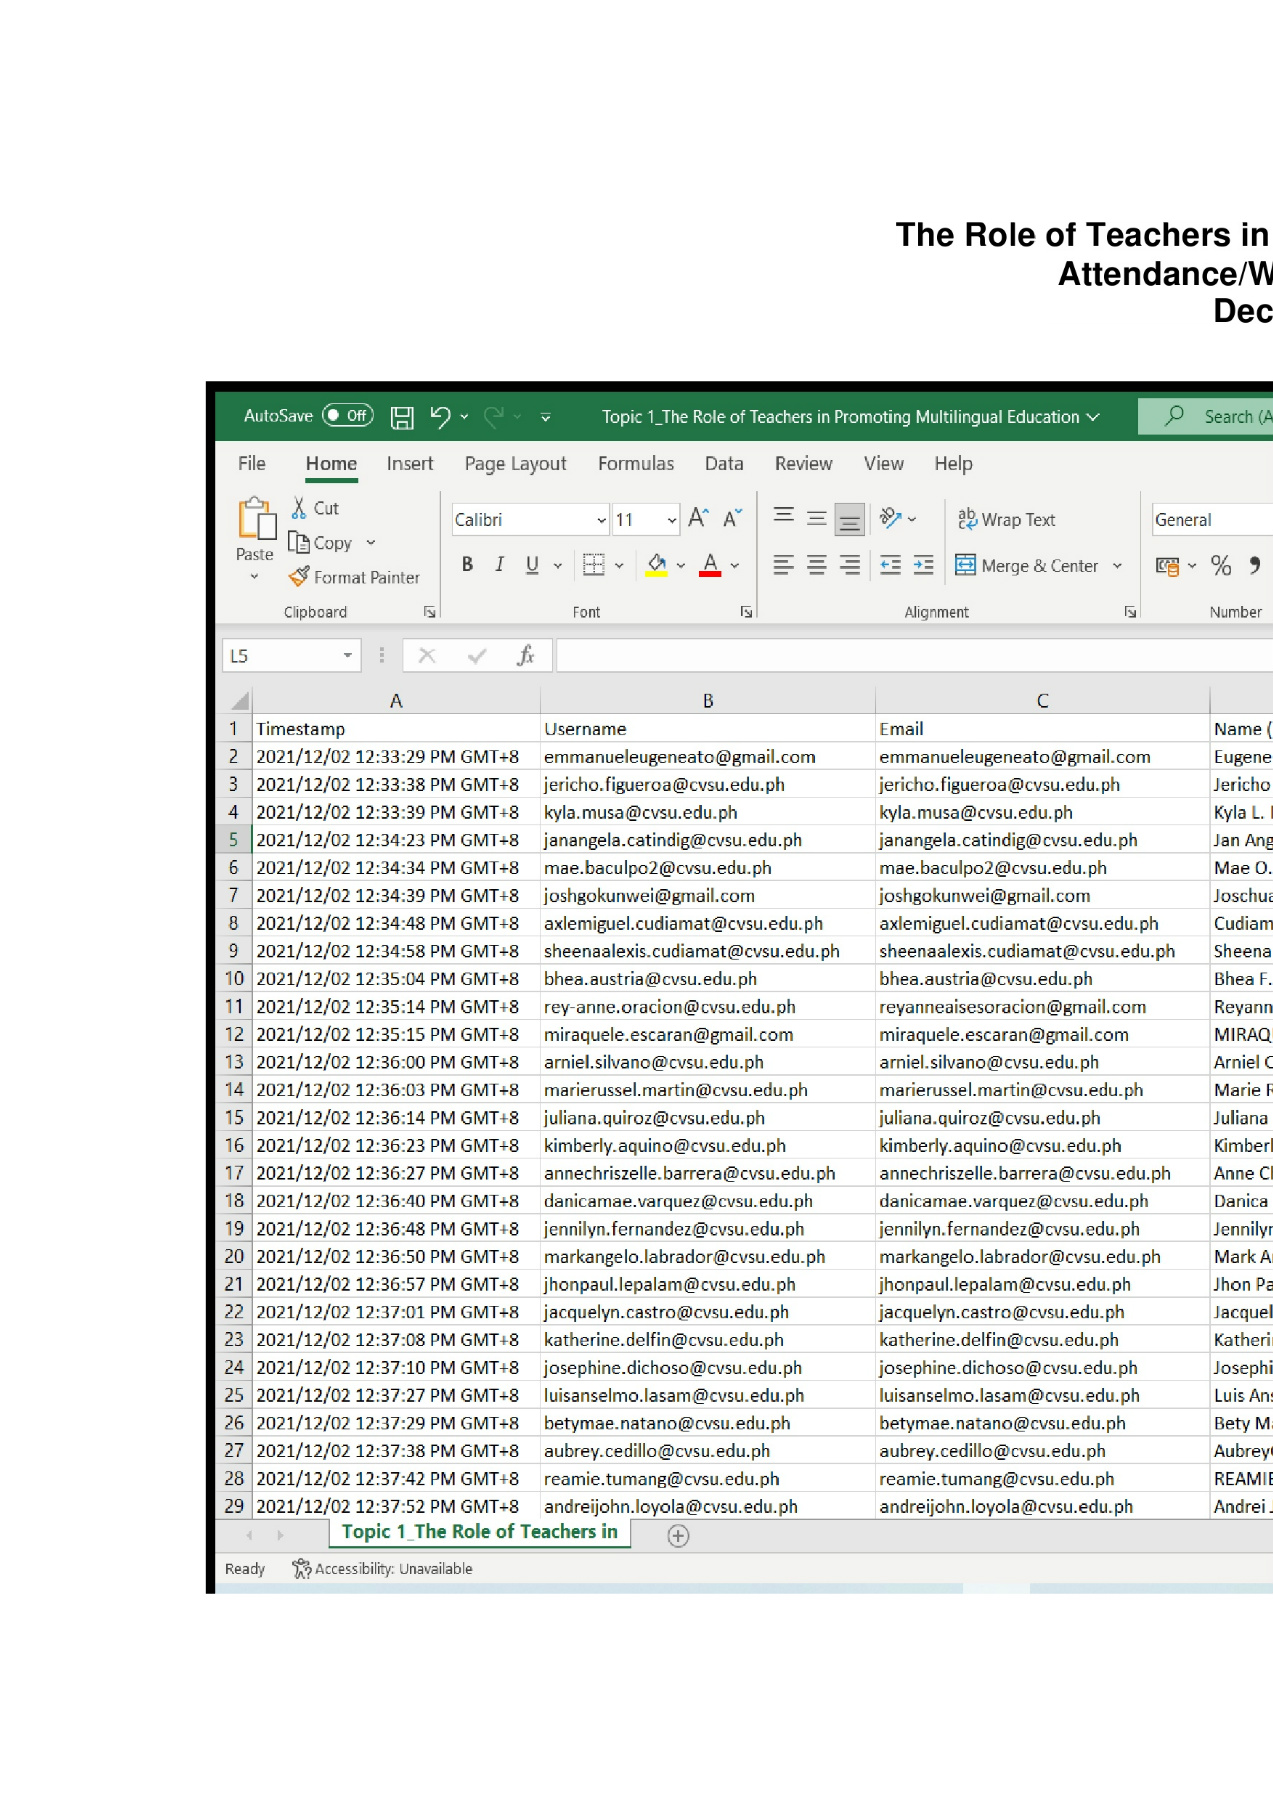 The Role of Teachers in
Attendance/W
Dec
AutoSave Off Topic 1_The Role of Teachers in Promoting Multilingual Education Search (A
File Home Insert Page Layout Formulas Data Review View Help
Cut
Copy
Paste
Format Painter
Calibri 11 A A Wrap Text General
B I U A Merge & Center % ,
Clipboard Font Alignment Number
L5 fx
A B C
1 Timestamp Username Email Name (
2 2021/12/02 12:33:29 PM GMT+8 emmanueleugeneato@gmail.com emmanueleugeneato@gmail.com Eugene
3 2021/12/02 12:33:38 PM GMT+8 jericho.figueroa@cvsu.edu.ph jericho.figueroa@cvsu.edu.ph Jericho
4 2021/12/02 12:33:39 PM GMT+8 kyla.musa@cvsu.edu.ph kyla.musa@cvsu.edu.ph Kyla L.
5 2021/12/02 12:34:23 PM GMT+8 janangela.catindig@cvsu.edu.ph janangela.catindig@cvsu.edu.ph Jan Ang
6 2021/12/02 12:34:34 PM GMT+8 mae.baculpo2@cvsu.edu.ph mae.baculpo2@cvsu.edu.ph Mae O.
7 2021/12/02 12:34:39 PM GMT+8 joshgokunwei@gmail.com joshgokunwei@gmail.com Joschua
8 2021/12/02 12:34:48 PM GMT+8 axlemiguel.cudiamat@cvsu.edu.ph axlemiguel.cudiamat@cvsu.edu.ph Cudiam
9 2021/12/02 12:34:58 PM GMT+8 sheenaalexis.cudiamat@cvsu.edu.ph sheenaalexis.cudiamat@cvsu.edu.ph Sheena
10 2021/12/02 12:35:04 PM GMT+8 bhea.austria@cvsu.edu.ph bhea.austria@cvsu.edu.ph Bhea F.
11 2021/12/02 12:35:14 PM GMT+8 rey-anne.oracion@cvsu.edu.ph reyanneaisesoracion@gmail.com Reyann
12 2021/12/02 12:35:15 PM GMT+8 miraquele.escaran@gmail.com miraquele.escaran@gmail.com MIRAQU
13 2021/12/02 12:36:00 PM GMT+8 arniel.silvano@cvsu.edu.ph arniel.silvano@cvsu.edu.ph Arniel C
14 2021/12/02 12:36:03 PM GMT+8 marierussel.martin@cvsu.edu.ph marierussel.martin@cvsu.edu.ph Marie R
15 2021/12/02 12:36:14 PM GMT+8 juliana.quiroz@cvsu.edu.ph juliana.quiroz@cvsu.edu.ph Juliana
16 2021/12/02 12:36:23 PM GMT+8 kimberly.aquino@cvsu.edu.ph kimberly.aquino@cvsu.edu.ph Kimberl
17 2021/12/02 12:36:27 PM GMT+8 annechriszelle.barrera@cvsu.edu.ph annechriszelle.barrera@cvsu.edu.ph Anne Ch
18 2021/12/02 12:36:40 PM GMT+8 danicamae.varquez@cvsu.edu.ph danicamae.varquez@cvsu.edu.ph Danica
19 2021/12/02 12:36:48 PM GMT+8 jennilyn.fernandez@cvsu.edu.ph jennilyn.fernandez@cvsu.edu.ph Jennilyn
20 2021/12/02 12:36:50 PM GMT+8 markangelo.labrador@cvsu.edu.ph markangelo.labrador@cvsu.edu.ph Mark A
21 2021/12/02 12:36:57 PM GMT+8 jhonpaul.lepalam@cvsu.edu.ph jhonpaul.lepalam@cvsu.edu.ph Jhon Pa
22 2021/12/02 12:37:01 PM GMT+8 jacquelyn.castro@cvsu.edu.ph jacquelyn.castro@cvsu.edu.ph Jacquel
23 2021/12/02 12:37:08 PM GMT+8 katherine.delfin@cvsu.edu.ph katherine.delfin@cvsu.edu.ph Katheri
24 2021/12/02 12:37:10 PM GMT+8 josephine.dichoso@cvsu.edu.ph josephine.dichoso@cvsu.edu.ph Josephi
25 2021/12/02 12:37:27 PM GMT+8 luisanselmo.lasam@cvsu.edu.ph luisanselmo.lasam@cvsu.edu.ph Luis Ans
26 2021/12/02 12:37:29 PM GMT+8 betymae.natano@cvsu.edu.ph betymae.natano@cvsu.edu.ph Bety Ma
27 2021/12/02 12:37:38 PM GMT+8 aubrey.cedillo@cvsu.edu.ph aubrey.cedillo@cvsu.edu.ph Aubrey
28 2021/12/02 12:37:42 PM GMT+8 reamie.tumang@cvsu.edu.ph reamie.tumang@cvsu.edu.ph REAMIE
29 2021/12/02 12:37:52 PM GMT+8 andreijohn.loyola@cvsu.edu.ph andreijohn.loyola@cvsu.edu.ph Andrei J
Topic 1_The Role of Teachers in
Ready Accessibility: Unavailable